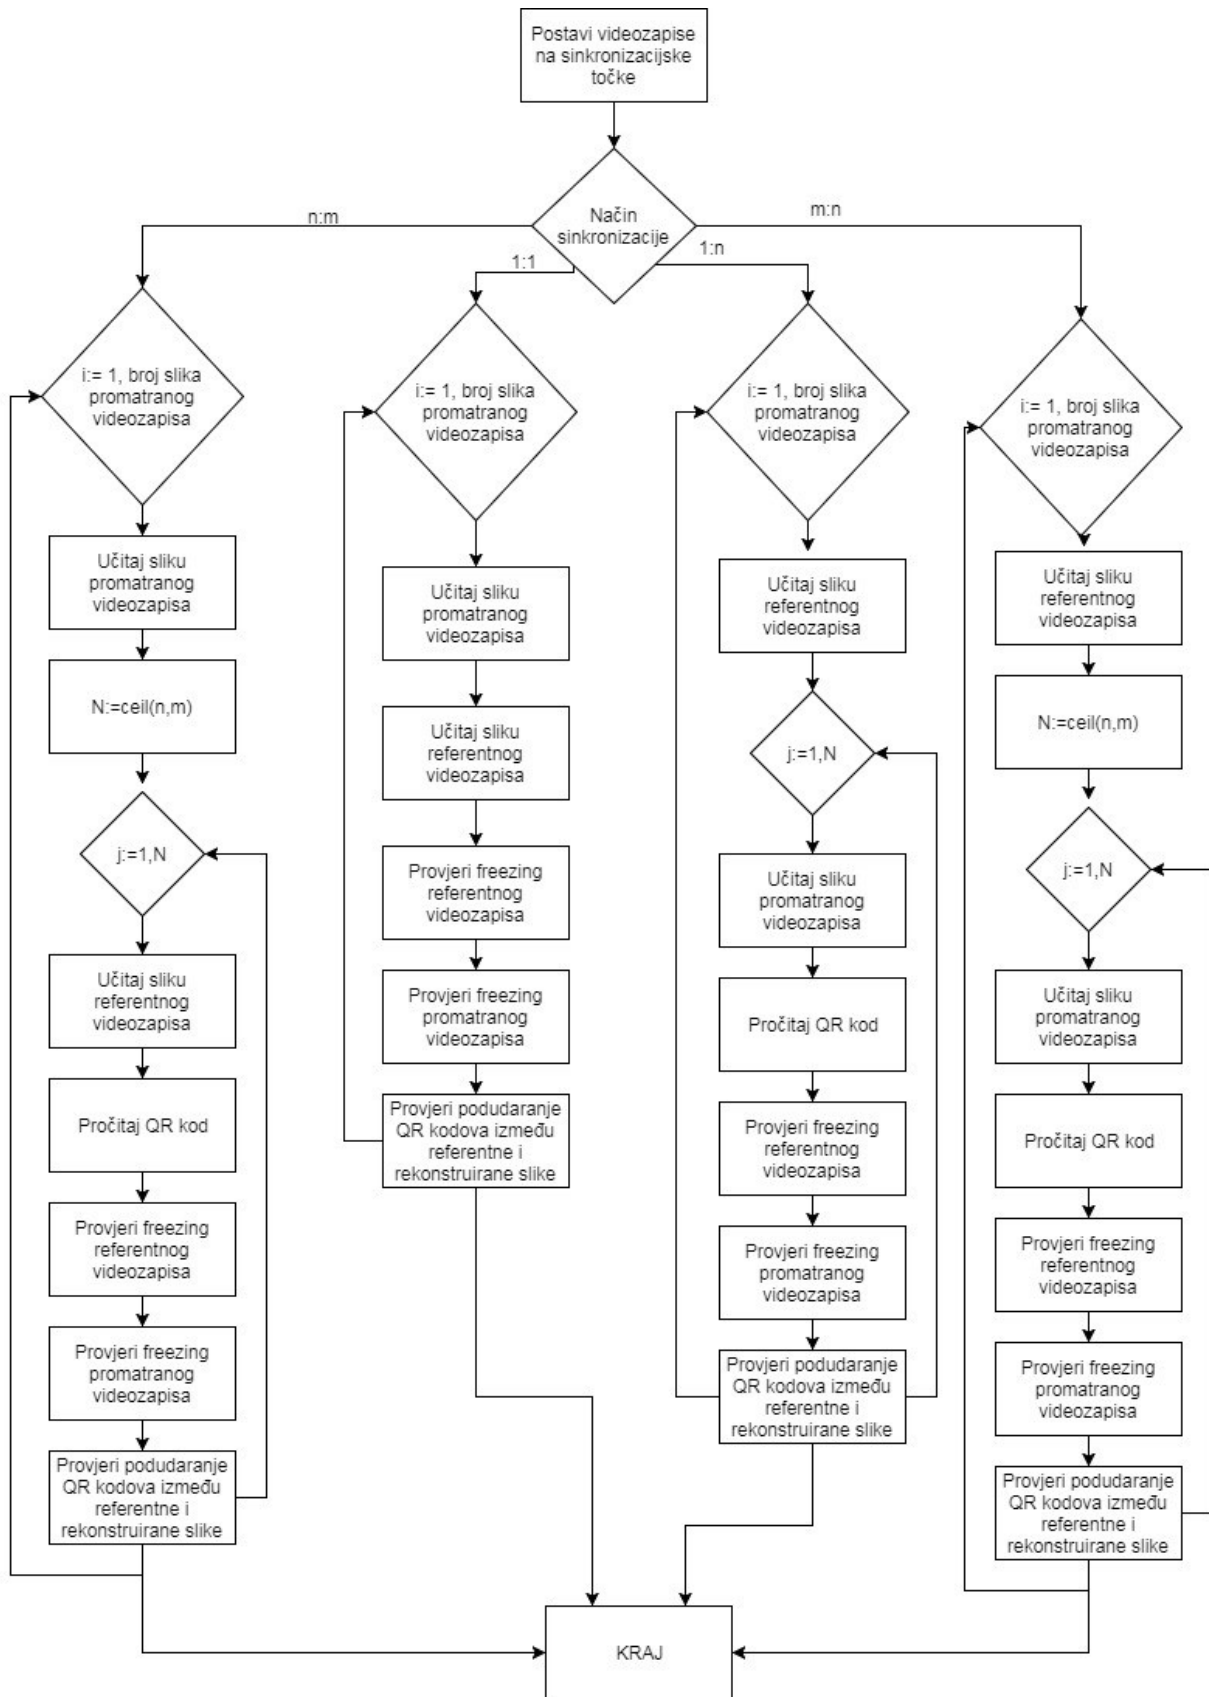 Postavi videozapise
na sinkronizacijske
točke
Način
sinkronizacije
n:m
1:1
1:n
m:n
i:= 1, broj slika
promatranog
videozapisa
Učitaj sliku
promatranog
videozapisa
N:=ceil(n,m)
j:=1,N
Učitaj sliku
referentnog
videozapisa
Pročitaj QR kod
Provjeri freezing
referentnog
videozapisa
Provjeri freezing
promatranog
videozapisa
Provjeri podudaranje
QR kodova između
referentne i
rekonstruirane slike
i:= 1, broj slika
promatranog
videozapisa
Učitaj sliku
promatranog
videozapisa
Učitaj sliku
referentnog
videozapisa
Provjeri freezing
referentnog
videozapisa
Provjeri freezing
promatranog
videozapisa
Provjeri podudaranje
QR kodova između
referentne i
rekonstruirane slike
i:= 1, broj slika
promatranog
videozapisa
Učitaj sliku
referentnog
videozapisa
j:=1,N
Učitaj sliku
promatranog
videozapisa
Pročitaj QR kod
Provjeri freezing
referentnog
videozapisa
Provjeri freezing
promatranog
videozapisa
Provjeri podudaranje
QR kodova između
referentne i
rekonstruirane slike
i:= 1, broj slika
promatranog
videozapisa
Učitaj sliku
referentnog
videozapisa
N:=ceil(n,m)
j:=1,N
Učitaj sliku
promatranog
videozapisa
Pročitaj QR kod
Provjeri freezing
referentnog
videozapisa
Provjeri freezing
promatranog
videozapisa
Provjeri podudaranje
QR kodova između
referentne i
rekonstruirane slike
KRAJ